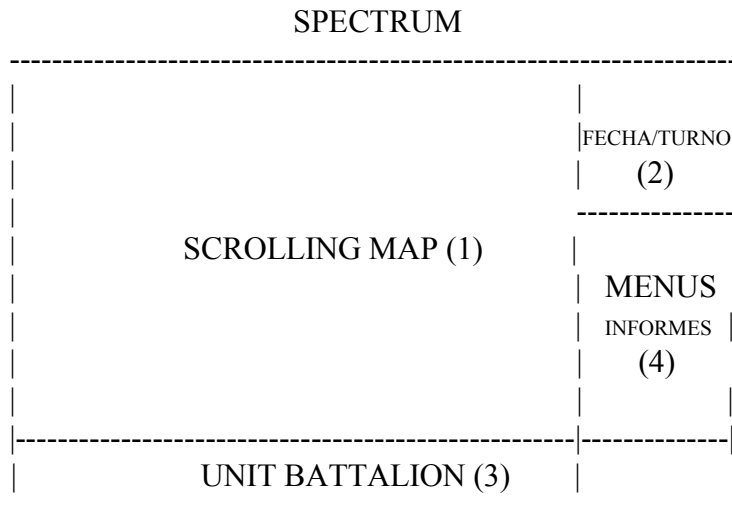 SPECTRUM
FECHA/TURNO
(2)
SCROLLING MAP (1)
MENUS
INFORMES
(4)
UNIT BATTALION (3)